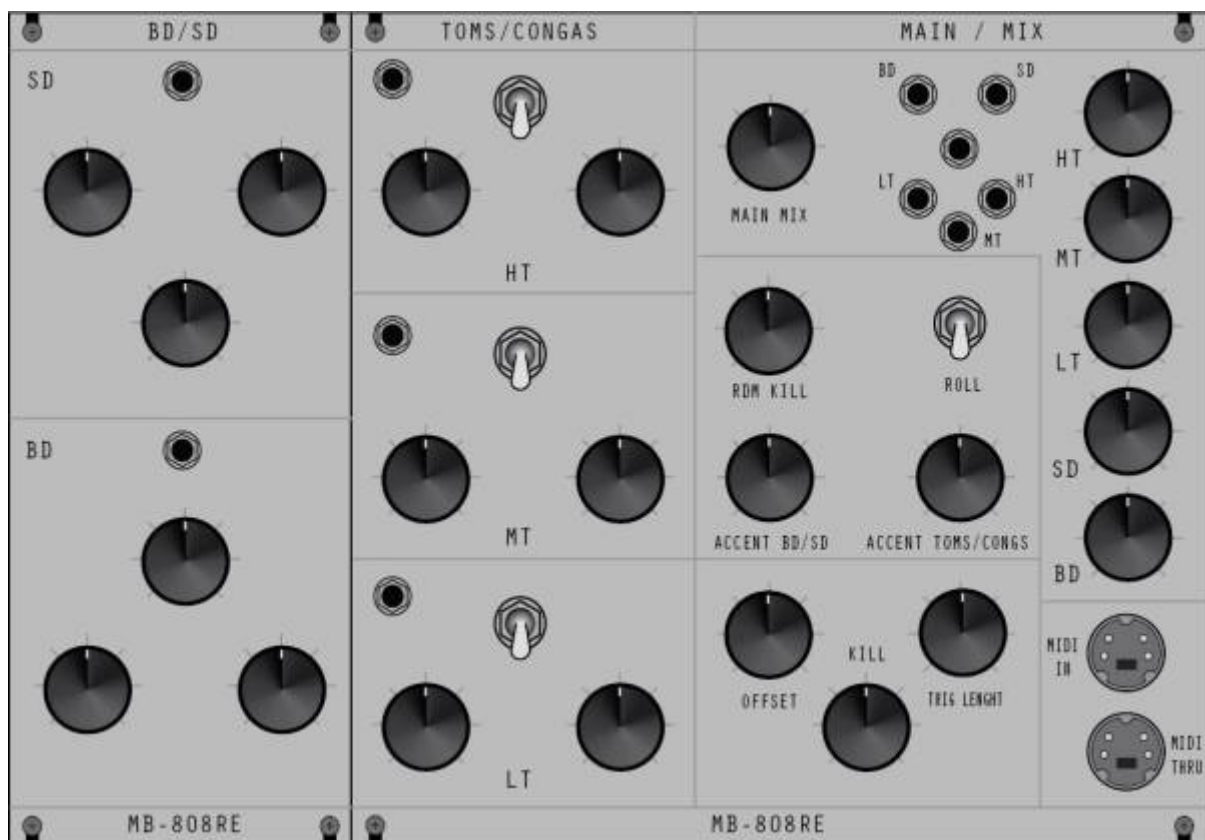 BD/SD
TOMS/CONGAS
MAIN / MIX
SD
BD
HT
MT
LT
MAIN MIX
BD
SD
LT
HT
MT
RDM KILL
ROLL
ACCENT BD/SD
ACCENT TOMS/CONGS
OFFSET
KILL
TRIG LENGHT
HT
MT
LT
SD
BD
MIDI
IN
MIDI
THRU
MB-808RE
MB-808RE